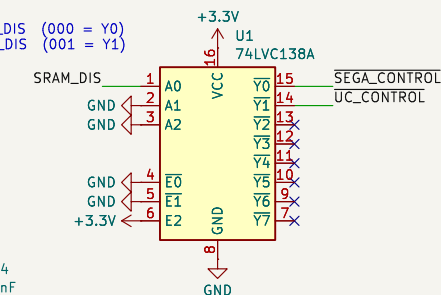 +3.3V
_DIS (000 = Y0)
_DIS (001 = Y1)
U1
74LVC138A
16
VCC
SRAM_DIS 1 A0 Y0 15 SEGA_CONTROL
GND 2 A1 Y1 14 UC_CONTROL
GND 3 A2 Y2 13
Y3 12
Y4 11
GND 4 E0 Y5 10
GND 5 E1 Y6 9
+3.3V 6 E2 Y7 7
GND
8
4
nF
GND